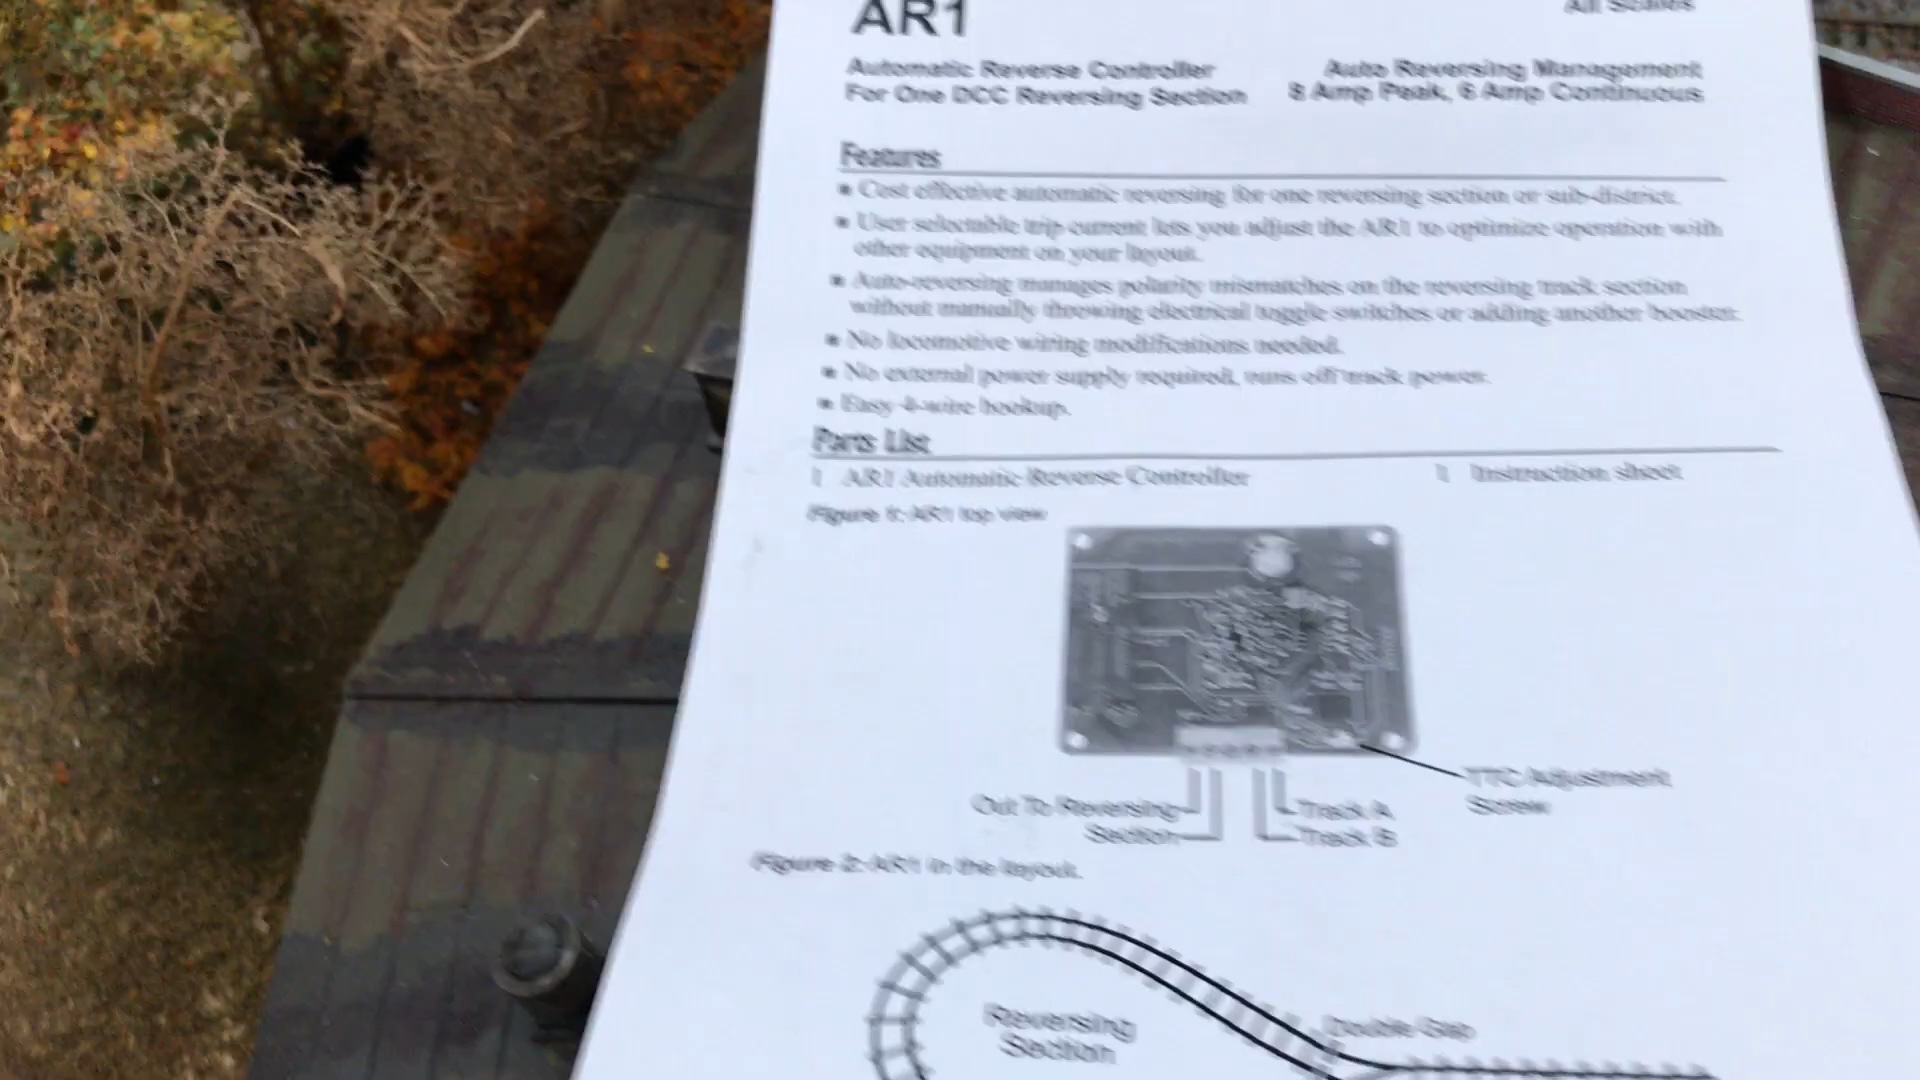 AR1
All Scales
Automatic Reverse Controller
For One DCC Reversing Section
Auto Reversing Management
8 Amp Peak, 6 Amp Continuous
Features
• Cost effective automatic reversing for one reversing section or sub-district.
• User selectable trip current lets you adjust the AR1 to optimize operation with
other equipment on your layout.
• Auto-reversing manages polarity mismatches on the reversing track section
without manually throwing electrical toggle switches or adding another booster.
• No locomotive wiring modifications needed.
• No external power supply required, runs off track power.
• Easy 4-wire hookup.
Parts List
1 AR1 Automatic Reverse Controller
1 Instruction sheet
Figure 1: AR1 top view
TTC Adjustment
Screw
Out To Reversing
Section
Track A
Track B
Figure 2: AR1 in the layout.
Reversing
Section
Double Gap